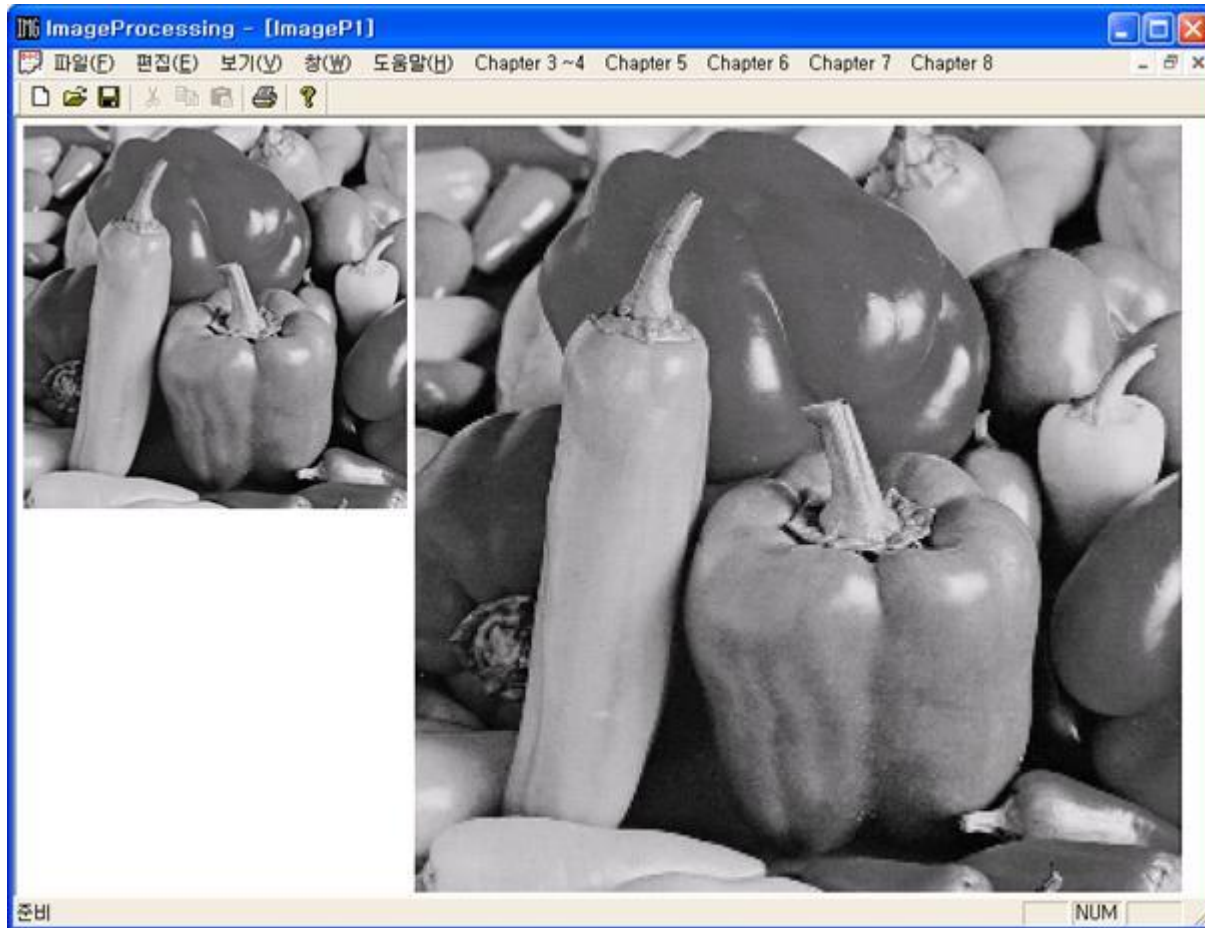 IMG ImageProcessing - [ImageP1]
파일(F) 편집(E) 보기(V) 창(W) 도움말(H) Chapter 3 ~4 Chapter 5 Chapter 6 Chapter 7 Chapter 8
준비 NUM